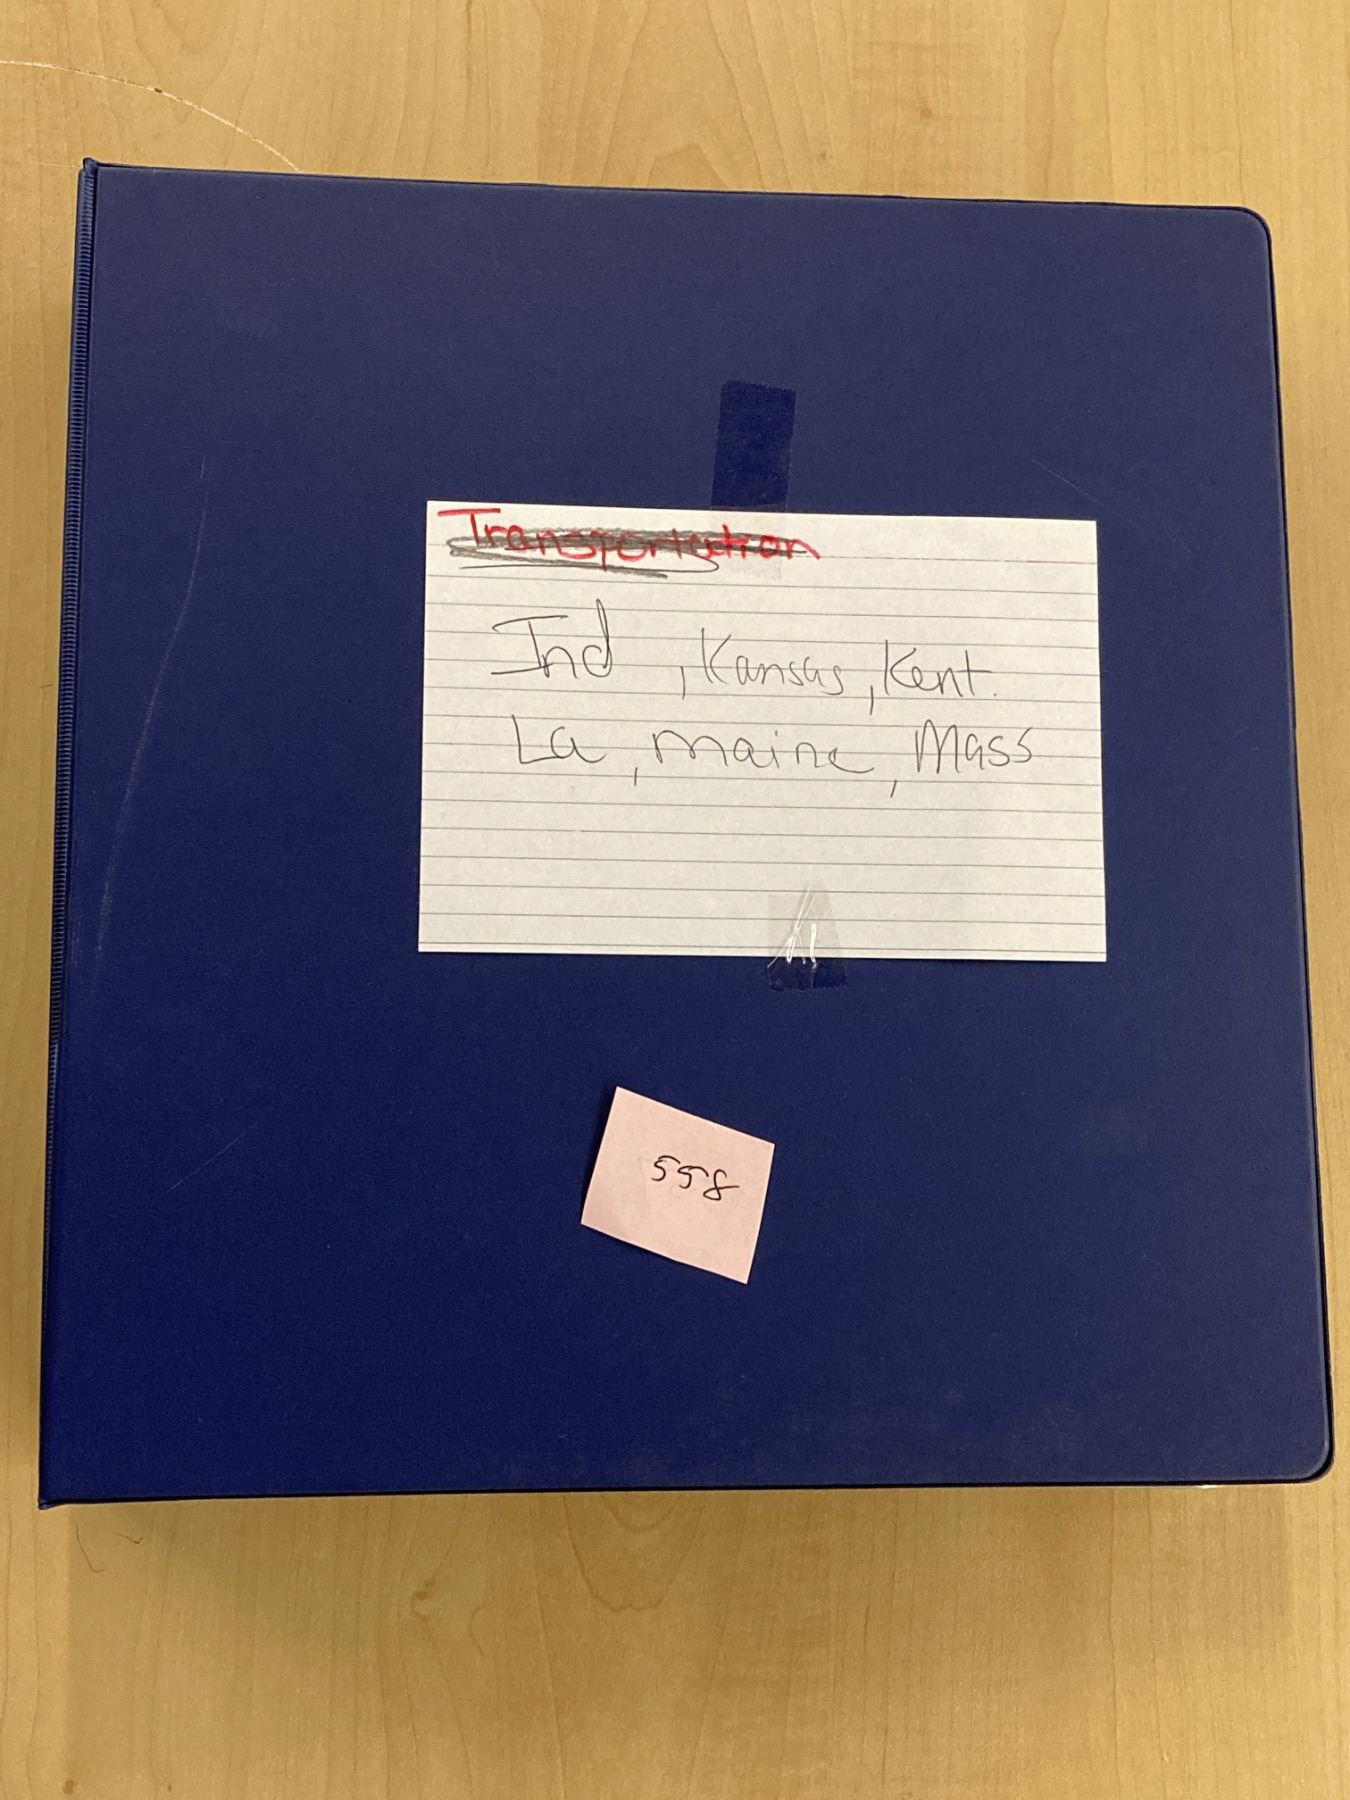 Transportation
Ind , Kansas, Kent.
La , maine , Mass
558